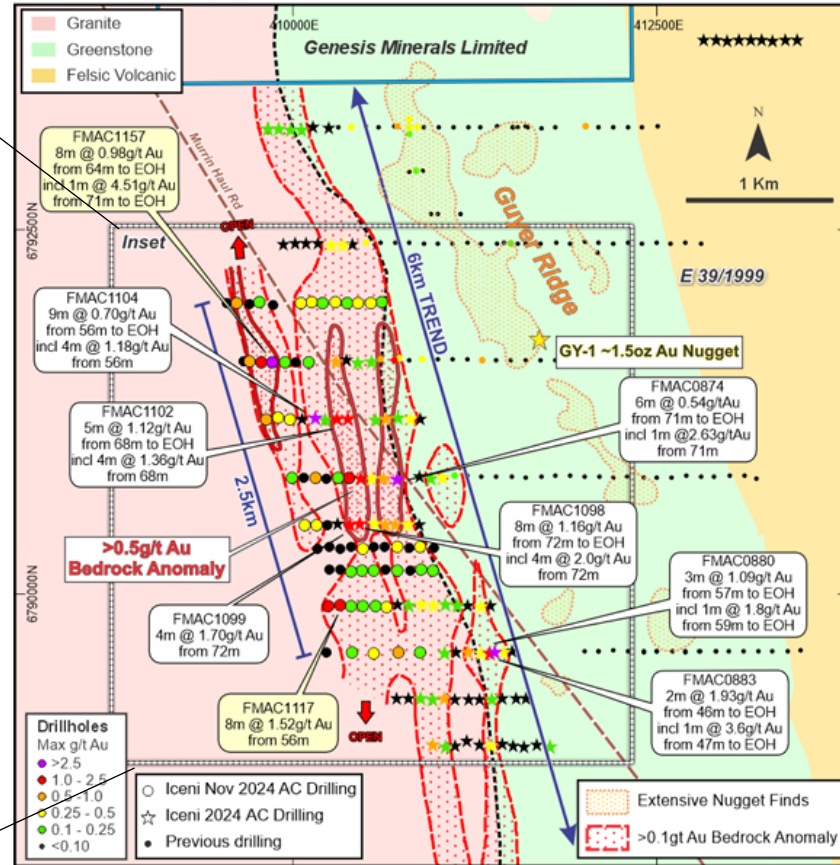 Granite
Greenstone
Felsic Volcanic
410000E
412500E
Genesis Minerals Limited
N
1 Km
FMAC1157
8m @ 0.98g/t Au
from 64m to EOH
incl 1m @ 4.51g/t Au
from 71m to EOH
Murrin Haul Rd
6792500N
OPEN
Inset
6km TREND
Guyer Ridge
E 39/1999
FMAC1104
9m @ 0.70g/t Au
from 56m to EOH
incl 4m @ 1.18g/t Au
from 56m
GY-1 ~1.5oz Au Nugget
FMAC1102
5m @ 1.12g/t Au
from 68m to EOH
incl 4m @ 1.36g/t Au
from 68m
FMAC0874
6m @ 0.54g/tAu
from 71m to EOH
incl 1m @2.63g/tAu
from 71m
2.5km
>0.5g/t Au
Bedrock Anomaly
FMAC1098
8m @ 1.16g/t Au
from 72m to EOH
incl 4m @ 2.0g/t Au
from 72m
6790000N
FMAC0880
3m @ 1.09g/t Au
from 57m to EOH
incl 1m @ 1.8g/t Au
from 59m to EOH
FMAC1099
4m @ 1.70g/t Au
from 72m
FMAC0883
2m @ 1.93g/t Au
from 46m to EOH
incl 1m @ 3.6g/t Au
from 47m to EOH
FMAC1117
8m @ 1.52g/t Au
from 56m
OPEN
Drillholes
Max g/t Au
>2.5
1.0 - 2.5
0.5 -1.0
0.25 - 0.5
0.1 - 0.25
<0.10
Iceni Nov 2024 AC Drilling
Iceni 2024 AC Drilling
Previous drilling
Extensive Nugget Finds
>0.1gt Au Bedrock Anomaly